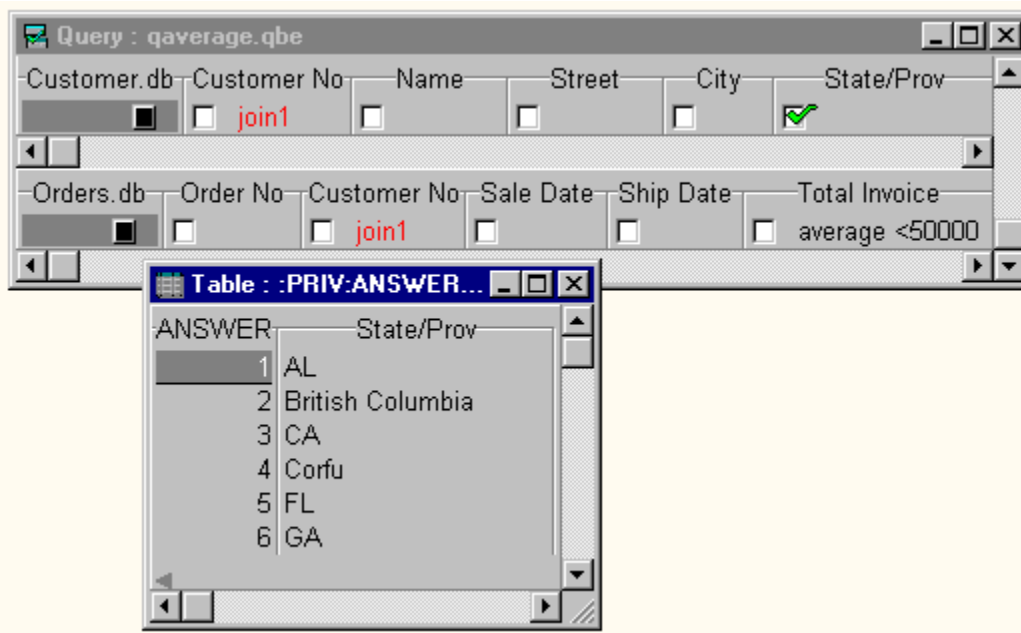 Query : qaverage.qbe
Customer.db Customer No Name Street City State/Prov
join1
Orders.db Order No Customer No Sale Date Ship Date Total Invoice
join1 average <50000
Table : :PRIV:ANSWER...
ANSWER State/Prov
1 AL
2 British Columbia
3 CA
4 Corfu
5 FL
6 GA